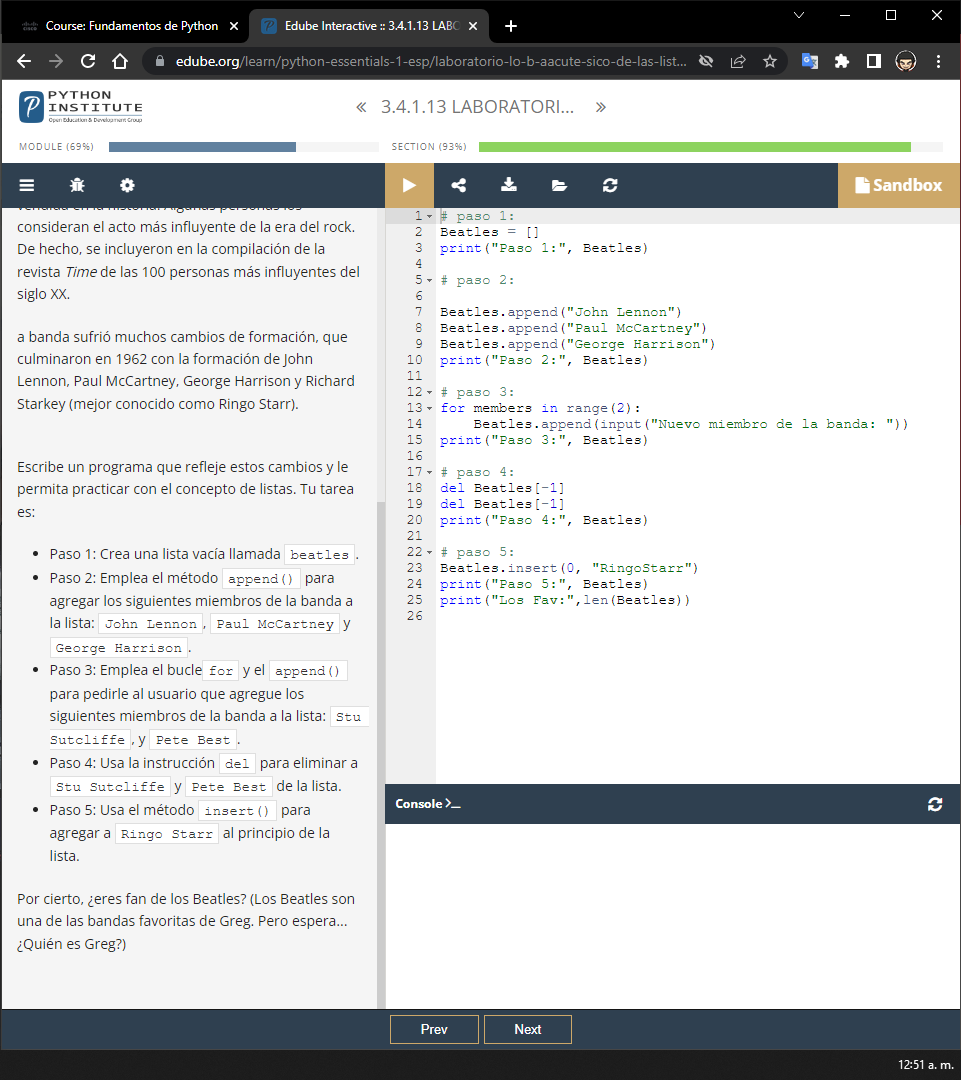 Course: Fundamentos de Python
Edube Interactive :: 3.4.1.13 LABC
edube.org/learn/python-essentials-1-esp/laboratorio-lo-b-aacute-sico-de-las-list...
PYTHON
INSTITUTE
Open Education & Development Group
« 3.4.1.13 LABORATORI... »
MODULE (69%)
SECTION (93%)
Sandbox
vendida en la historia. Algunas personas los
consideran el acto más influyente de la era del rock.
De hecho, se incluyeron en la compilación de la
revista Time de las 100 personas más influyentes del
siglo XX.
a banda sufrió muchos cambios de formación, que
culminaron en 1962 con la formación de John
Lennon, Paul McCartney, George Harrison y Richard
Starkey (mejor conocido como Ringo Starr).
Escribe un programa que refleje estos cambios y le
permita practicar con el concepto de listas. Tu tarea
es:
• Paso 1: Crea una lista vacía llamada beatles.
• Paso 2: Emplea el método append() para
agregar los siguientes miembros de la banda a
la lista: John Lennon, Paul McCartney y
George Harrison.
• Paso 3: Emplea el bucle for y el append()
para pedirle al usuario que agregue los
siguientes miembros de la banda a la lista: Stu
Sutcliffe, y Pete Best.
• Paso 4: Usa la instrucción del para eliminar a
Stu Sutcliffe y Pete Best de la lista.
• Paso 5: Usa el método insert() para
agregar a Ringo Starr al principio de la
lista.
Por cierto, ¿eres fan de los Beatles? (Los Beatles son
una de las bandas favoritas de Greg. Pero espera...
¿Quién es Greg?)
1 # paso 1:
2 Beatles = []
3 print("Paso 1:", Beatles)
4
5 # paso 2:
6
7 Beatles.append("John Lennon")
8 Beatles.append("Paul McCartney")
9 Beatles.append("George Harrison")
10 print("Paso 2:", Beatles)
11
12 # paso 3:
13 for members in range(2):
14     Beatles.append(input("Nuevo miembro de la banda: "))
15 print("Paso 3:", Beatles)
16
17 # paso 4:
18 del Beatles[-1]
19 del Beatles[-1]
20 print("Paso 4:", Beatles)
21
22 # paso 5:
23 Beatles.insert(0, "RingoStarr")
24 print("Paso 5:", Beatles)
25 print("Los Fav:",len(Beatles))
26
Console >_
Prev
Next
12:51 a. m.